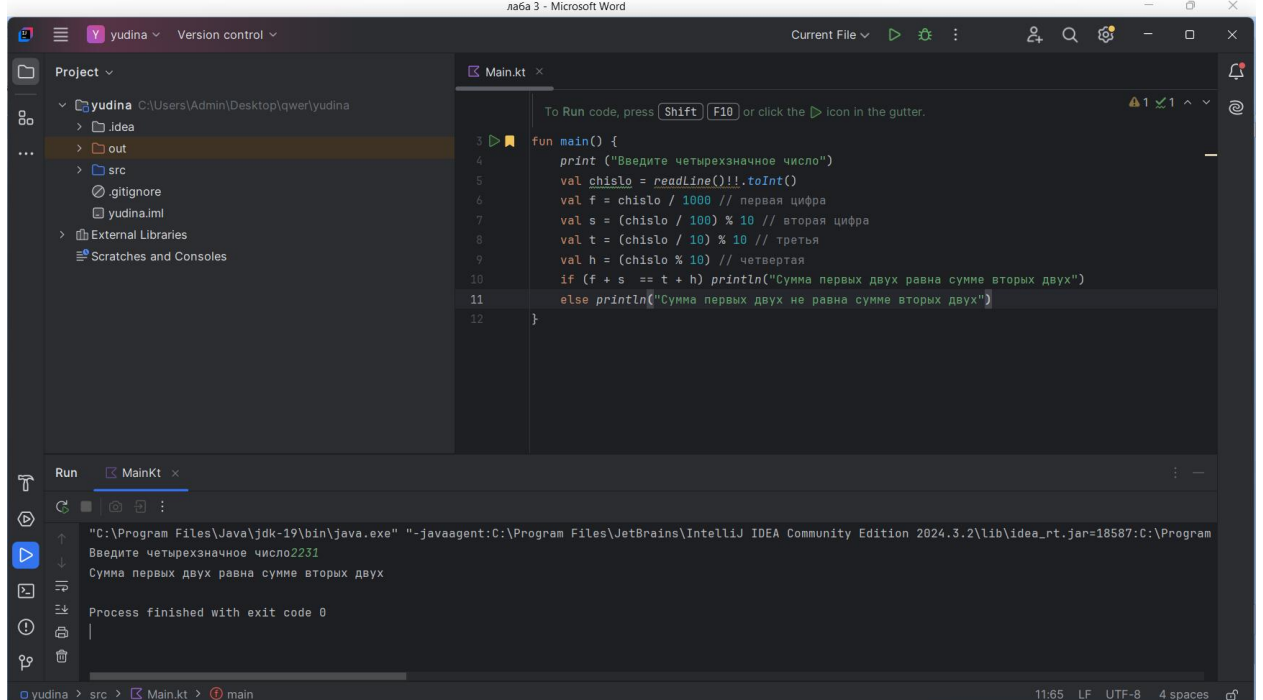 лаба 3 - Microsoft Word
Y yudina Version control Current File
Project
Main.kt
yudina C:\Users\Admin\Desktop\qwer\yudina
.idea
out
src
.gitignore
yudina.iml
External Libraries
Scratches and Consoles
To Run code, press Shift F10 or click the icon in the gutter.
1 1
3 fun main() {
4 print ("Введите четырехзначное число")
5 val chislo = readLine()!!.toInt()
6 val f = chislo / 1000 // первая цифра
7 val s = (chislo / 100) % 10 // вторая цифра
8 val t = (chislo / 10) % 10 // третья
9 val h = (chislo % 10) // четвертая
10 if (f + s == t + h) println("Сумма первых двух равна сумме вторых двух")
11 else println("Сумма первых двух не равна сумме вторых двух")
12 }
Run MainKt
"C:\Program Files\Java\jdk-19\bin\java.exe" "-javaagent:C:\Program Files\JetBrains\IntelliJ IDEA Community Edition 2024.3.2\lib\idea_rt.jar=18587:C:\Program
Введите четырехзначное число2231
Сумма первых двух равна сумме вторых двух
Process finished with exit code 0
yudina > src > Main.kt > main
11:65 LF UTF-8 4 spaces